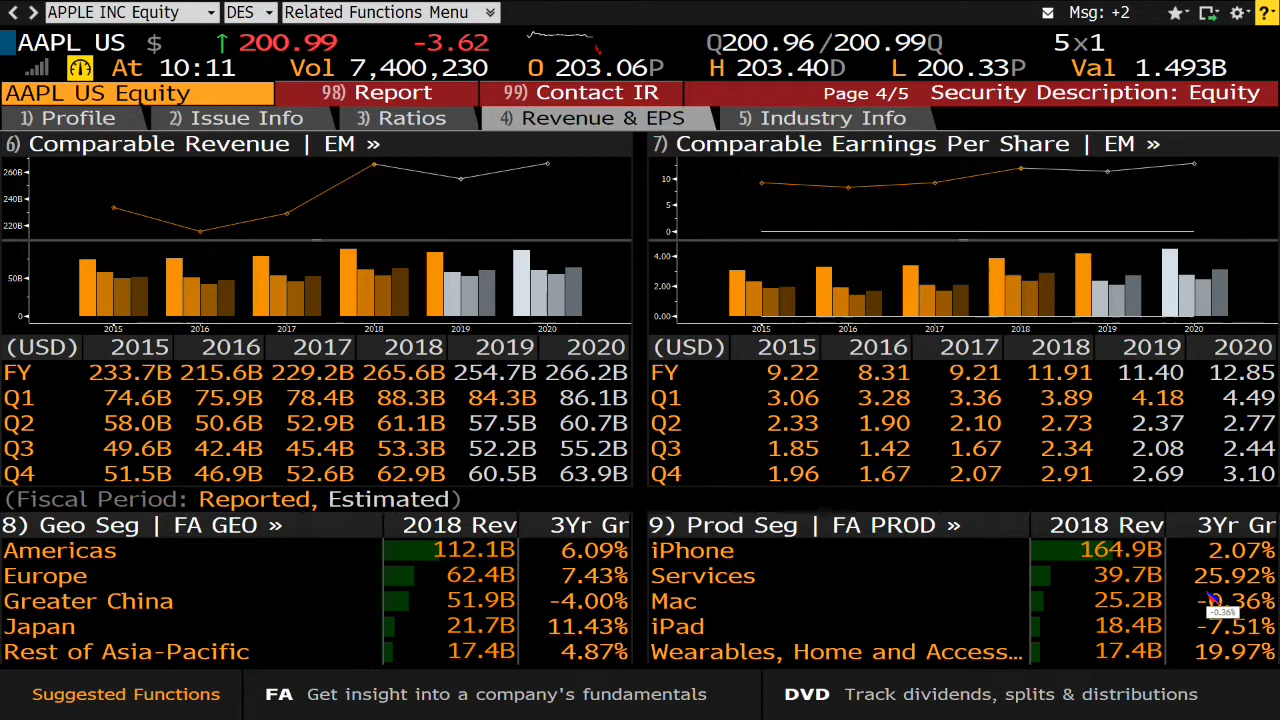 APPLE INC Equity DES Related Functions Menu Msg: +2 ?
AAPL US $ ↑ 200.99 -3.62 Q200.96/200.99Q 5x1
At 10:11 Vol 7,400,230 O 203.06P H 203.40D L 200.33P Val 1.493B
AAPL US Equity 98) Report 99) Contact IR Page 4/5 Security Description: Equity
1) Profile 2) Issue Info 3) Ratios 4) Revenue & EPS 5) Industry Info
6) Comparable Revenue | EM »
260B
240B
220B
50B
0
2015 2016 2017 2018 2019 2020
(USD) 2015 2016 2017 2018 2019 2020
FY 233.7B 215.6B 229.2B 265.6B 254.7B 266.2B
Q1 74.6B 75.9B 78.4B 88.3B 84.3B 86.1B
Q2 58.0B 50.6B 52.9B 61.1B 57.5B 60.7B
Q3 49.6B 42.4B 45.4B 53.3B 52.2B 55.2B
Q4 51.5B 46.9B 52.6B 62.9B 60.5B 63.9B
(Fiscal Period: Reported, Estimated)
7) Comparable Earnings Per Share | EM »
10
5
0
4.00
2.00
0.00
2015 2016 2017 2018 2019 2020
(USD) 2015 2016 2017 2018 2019 2020
FY 9.22 8.31 9.21 11.91 11.40 12.85
Q1 3.06 3.28 3.36 3.89 4.18 4.49
Q2 2.33 1.90 2.10 2.73 2.37 2.77
Q3 1.85 1.42 1.67 2.34 2.08 2.44
Q4 1.96 1.67 2.07 2.91 2.69 3.10
8) Geo Seg | FA GEO » 2018 Rev 3Yr Gr
Americas 112.1B 6.09%
Europe 62.4B 7.43%
Greater China 51.9B -4.00%
Japan 21.7B 11.43%
Rest of Asia-Pacific 17.4B 4.87%
9) Prod Seg | FA PROD » 2018 Rev 3Yr Gr
iPhone 164.9B 2.07%
Services 39.7B 25.92%
Mac 25.2B -0.36%
-0.36%
iPad 18.4B -7.51%
Wearables, Home and Access... 17.4B 19.97%
Suggested Functions FA Get insight into a company's fundamentals DVD Track dividends, splits & distributions